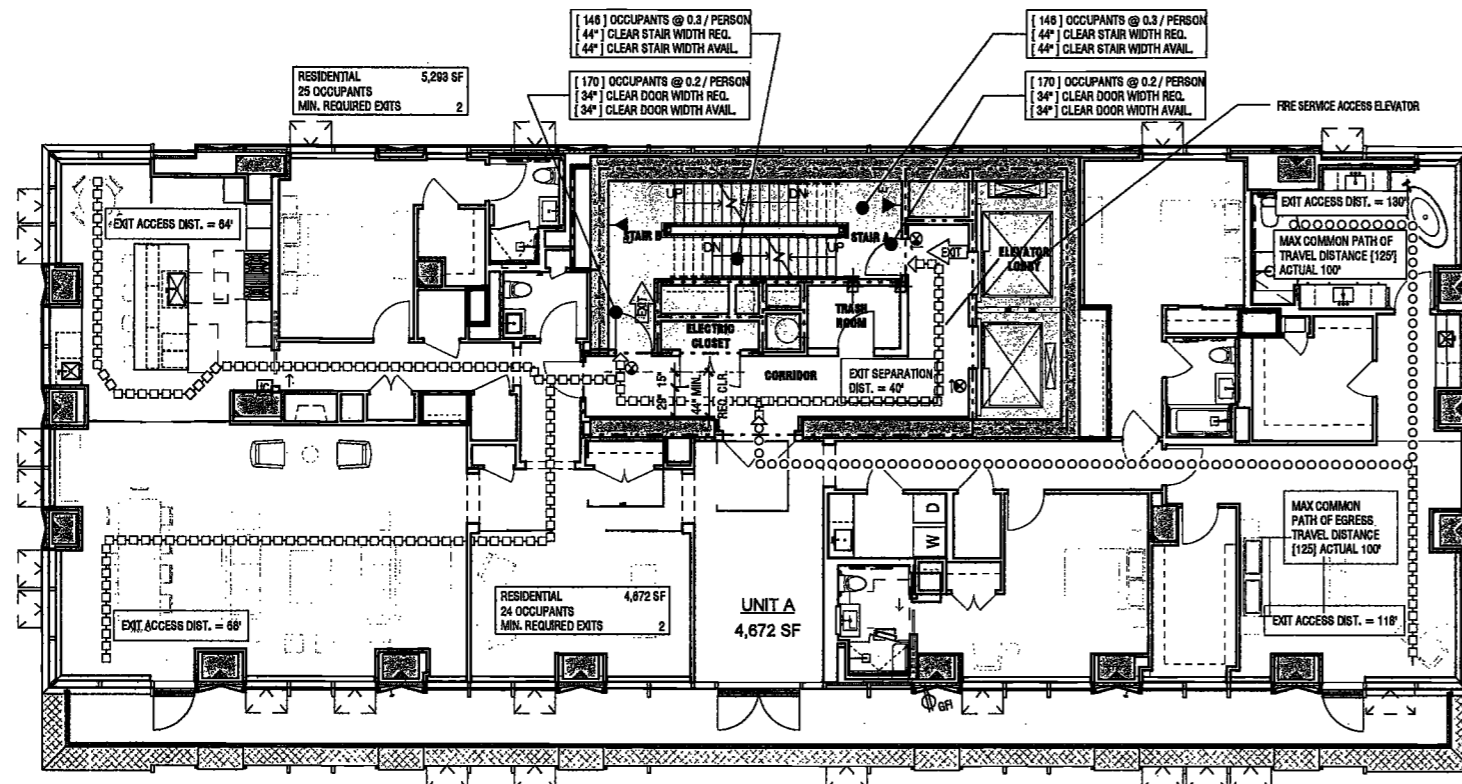 [ 146 ] OCCUPANTS @ 0.3 / PERSON
[ 44" ] CLEAR STAIR WIDTH REQ.
[ 44" ] CLEAR STAIR WIDTH AVAIL.
[ 146 ] OCCUPANTS @ 0.3 / PERSON
[ 44" ] CLEAR STAIR WIDTH REQ.
[ 44" ] CLEAR STAIR WIDTH AVAIL.
RESIDENTIAL 5,293 SF
25 OCCUPANTS
MIN. REQUIRED EXITS 2
[ 170 ] OCCUPANTS @ 0.2 / PERSON
[ 34" ] CLEAR DOOR WIDTH REQ.
[ 34" ] CLEAR DOOR WIDTH AVAIL.
[ 170 ] OCCUPANTS @ 0.2 / PERSON
[ 34" ] CLEAR DOOR WIDTH REQ.
[ 34" ] CLEAR DOOR WIDTH AVAIL.
FIRE SERVICE ACCESS ELEVATOR
UP
DN
EXIT ACCESS DIST. = 64'
STAIR B
STAIR A
DN
UP
EXIT
ELEVATOR
LOBBY
EXIT ACCESS DIST. = 130'
MAX COMMON PATH OF
TRAVEL DISTANCE [125']
ACTUAL 100'
EXIT
ELECTRIC
CLOSET
TRASH
ROOM
CORRIDOR
EXIT SEPARATION
DIST. = 40'
29" 15"
44" MIN.
REQ. CLR.
D
W
MAX COMMON
PATH OF EGRESS
TRAVEL DISTANCE
[125] ACTUAL 100'
RESIDENTIAL 4,672 SF
24 OCCUPANTS
MIN. REQUIRED EXITS 2
UNIT A
4,672 SF
EXIT ACCESS DIST. = 68'
EXIT ACCESS DIST. = 118'
GFI